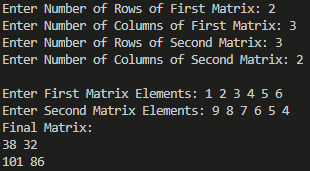 Enter Number of Rows of First Matrix: 2
Enter Number of Columns of First Matrix: 3
Enter Number of Rows of Second Matrix: 3
Enter Number of Columns of Second Matrix: 2
Enter First Matrix Elements: 1 2 3 4 5 6
Enter Second Matrix Elements: 9 8 7 6 5 4
Final Matrix:
38 32
101 86